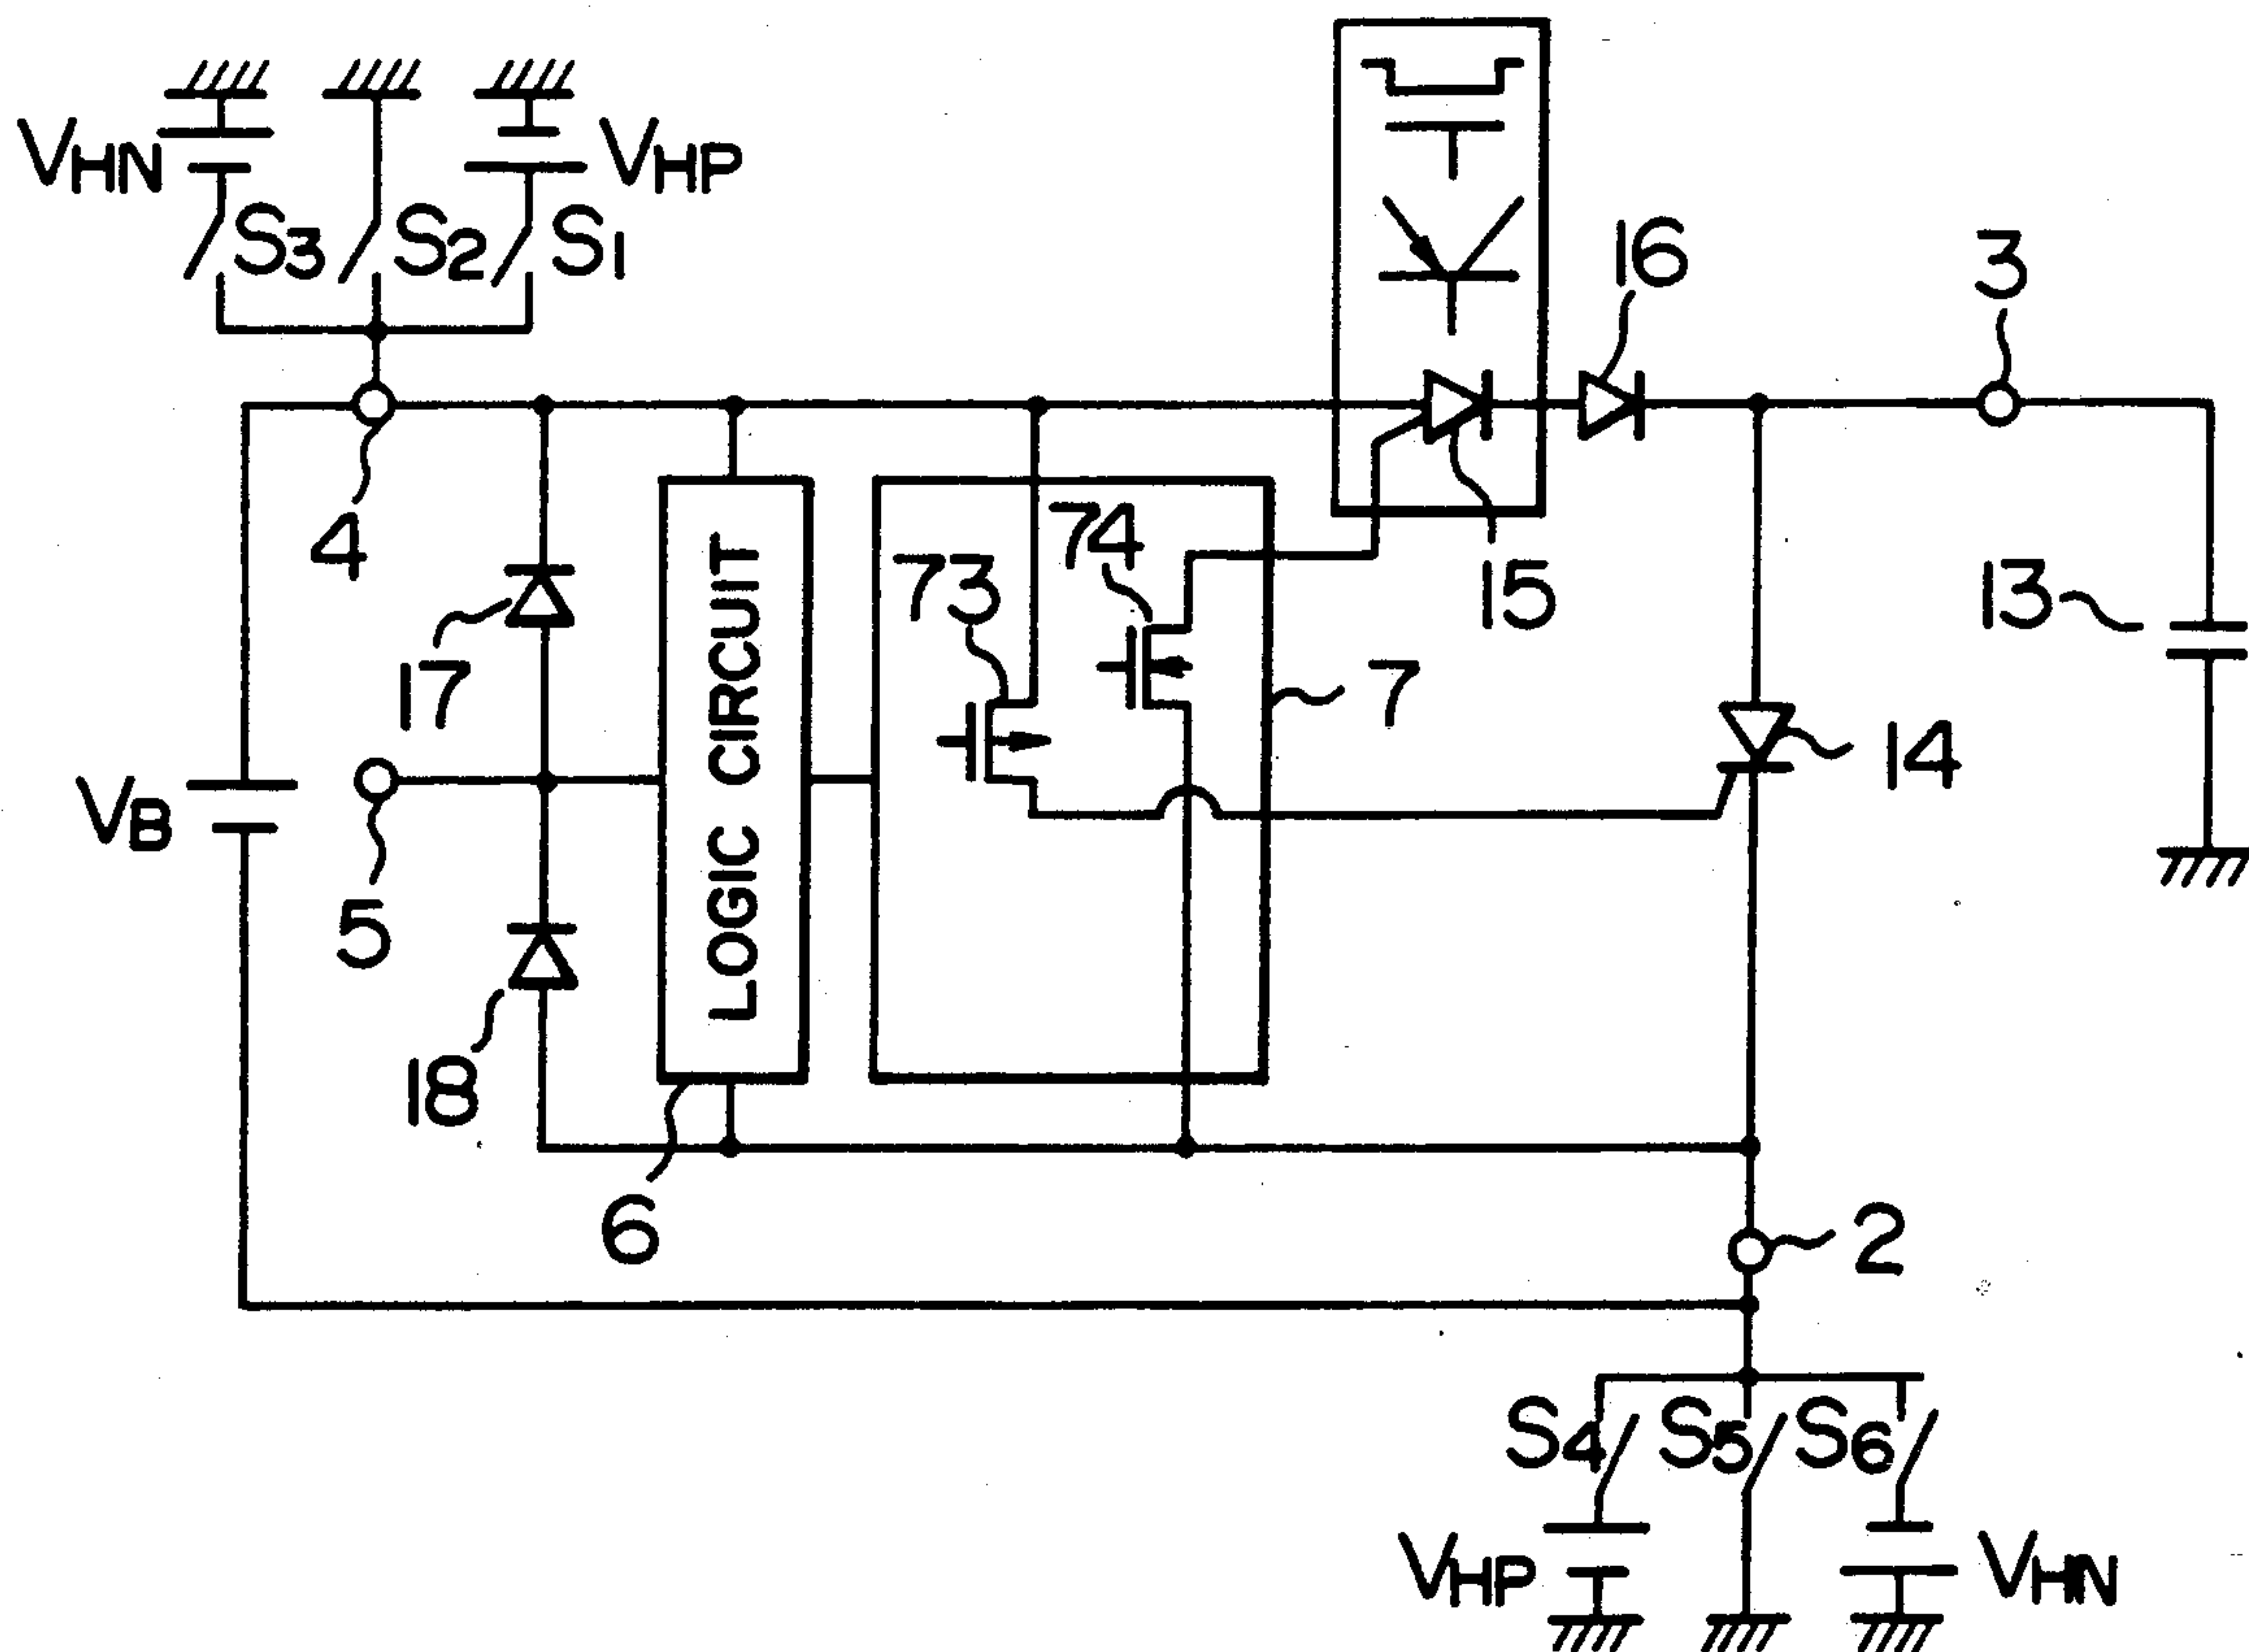 VHN
VHP
S3
S2
S1
16
3
4
73
74
15
13
17
7
14
VB
5
LOGIC CIRCUIT
18
6
2
S4
S5
S6
VHP
VHN